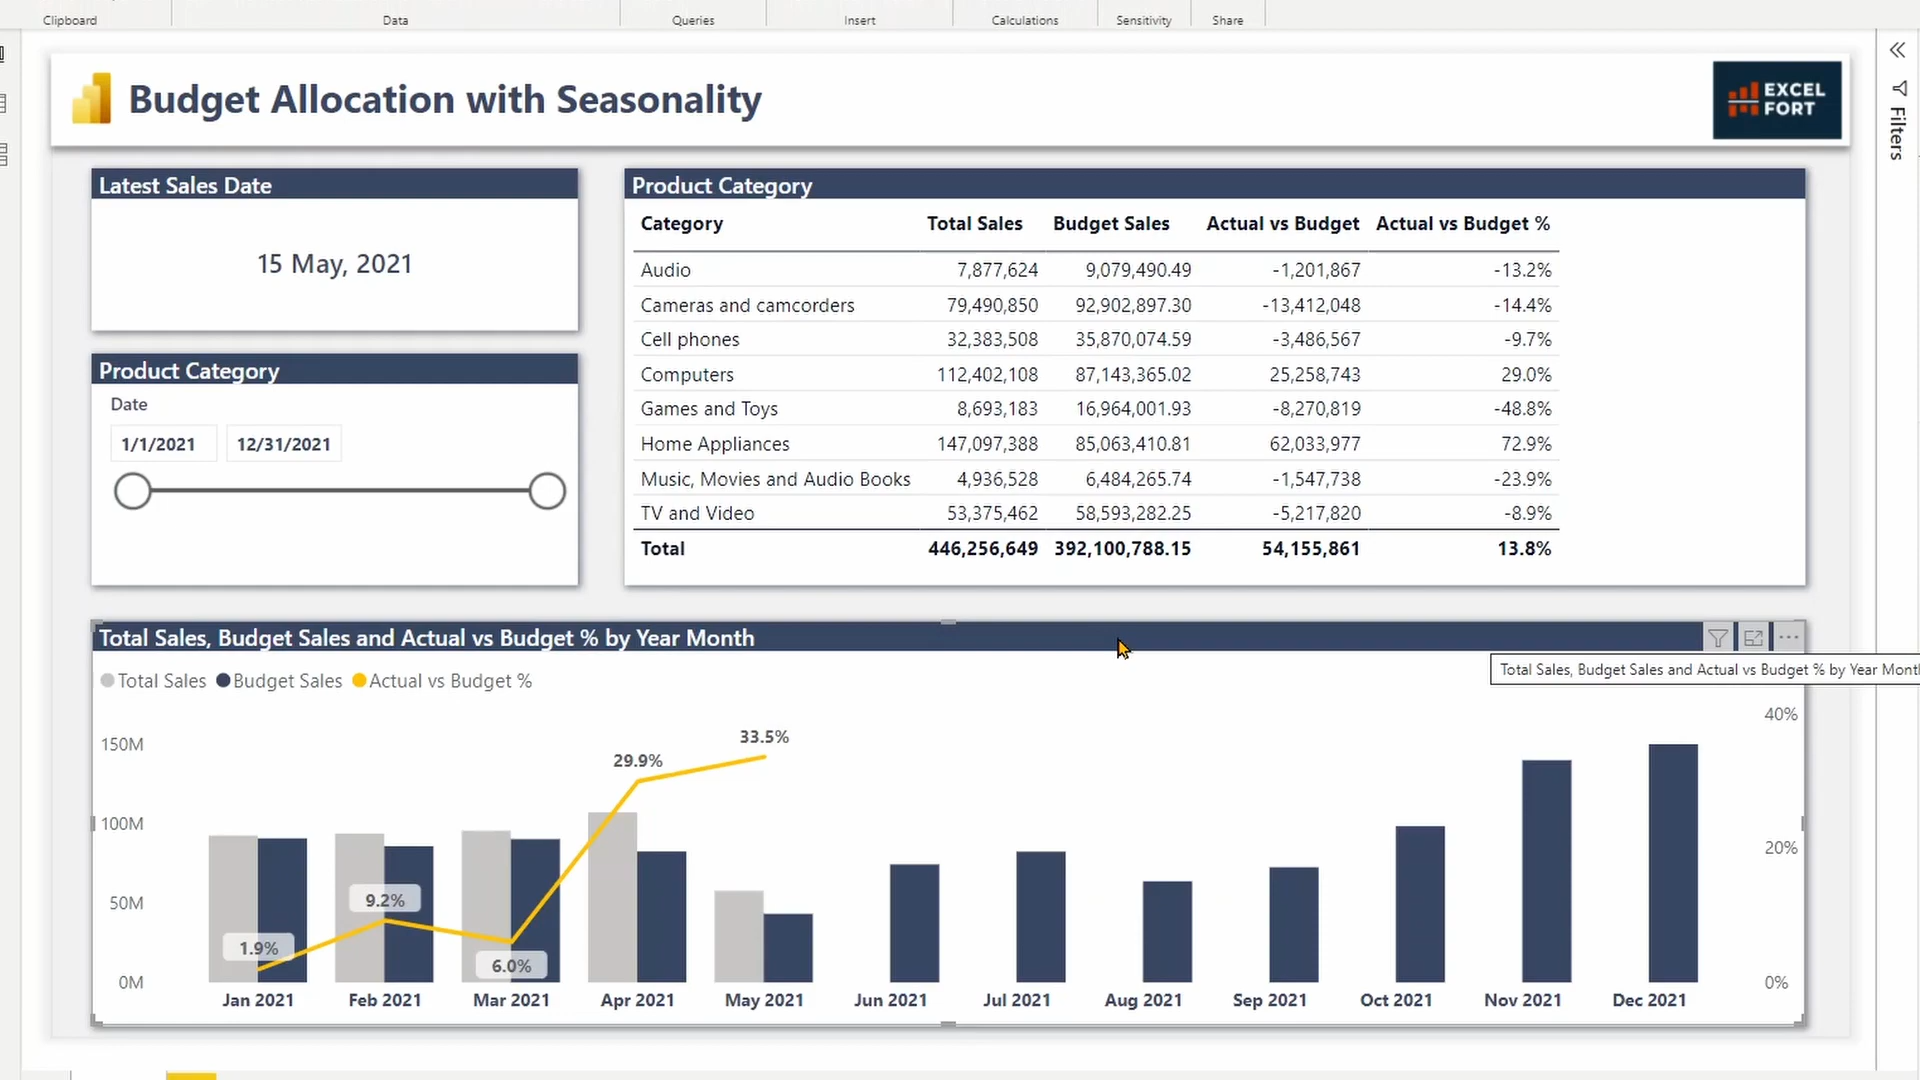 Clipboard Data Queries Insert Calculations Sensitivity Share
Budget Allocation with Seasonality
EXCEL
FORT
Filters
Latest Sales Date
15 May, 2021
Product Category
Date
1/1/2021 12/31/2021
Product Category
Category Total Sales Budget Sales Actual vs Budget Actual vs Budget %
Audio 7,877,624 9,079,490.49 -1,201,867 -13.2%
Cameras and camcorders 79,490,850 92,902,897.30 -13,412,048 -14.4%
Cell phones 32,383,508 35,870,074.59 -3,486,567 -9.7%
Computers 112,402,108 87,143,365.02 25,258,743 29.0%
Games and Toys 8,693,183 16,964,001.93 -8,270,819 -48.8%
Home Appliances 147,097,388 85,063,410.81 62,033,977 72.9%
Music, Movies and Audio Books 4,936,528 6,484,265.74 -1,547,738 -23.9%
TV and Video 53,375,462 58,593,282.25 -5,217,820 -8.9%
Total 446,256,649 392,100,788.15 54,155,861 13.8%
Total Sales, Budget Sales and Actual vs Budget % by Year Month
Total Sales, Budget Sales and Actual vs Budget % by Year Month
Total Sales Budget Sales Actual vs Budget %
40%
150M
33.5%
29.9%
100M
20%
50M
9.2%
1.9%
6.0%
0M
0%
Jan 2021 Feb 2021 Mar 2021 Apr 2021 May 2021 Jun 2021 Jul 2021 Aug 2021 Sep 2021 Oct 2021 Nov 2021 Dec 2021